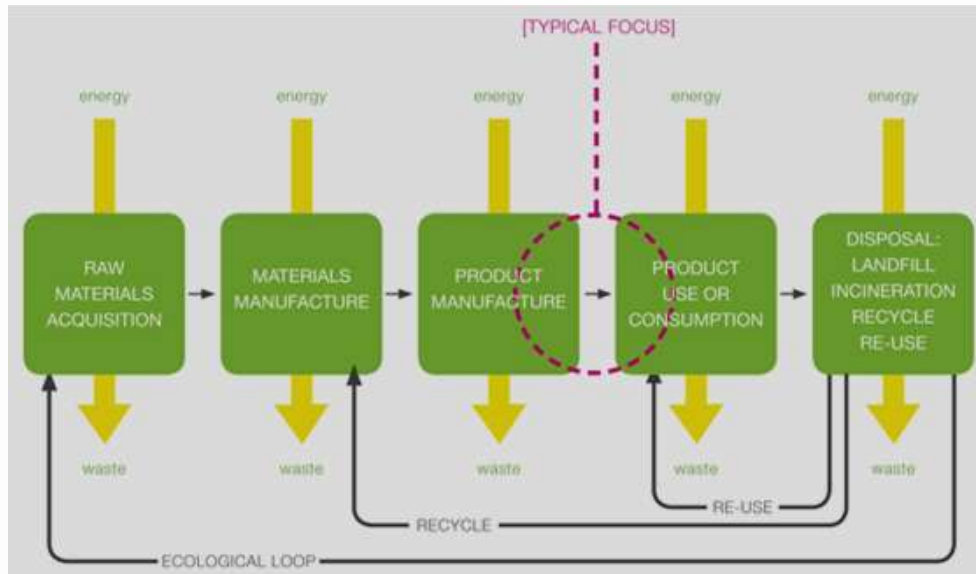 [TYPICAL FOCUS]
energy
energy
energy
energy
energy
RAW
MATERIALS
ACQUISITION
MATERIALS
MANUFACTURE
PRODUCT
MANUFACTURE
PRODUCT
USE OR
CONSUMPTION
DISPOSAL:
LANDFILL
INCINERATION
RECYCLE
RE-USE
waste
waste
waste
waste
waste
RE-USE
RECYCLE
ECOLOGICAL LOOP